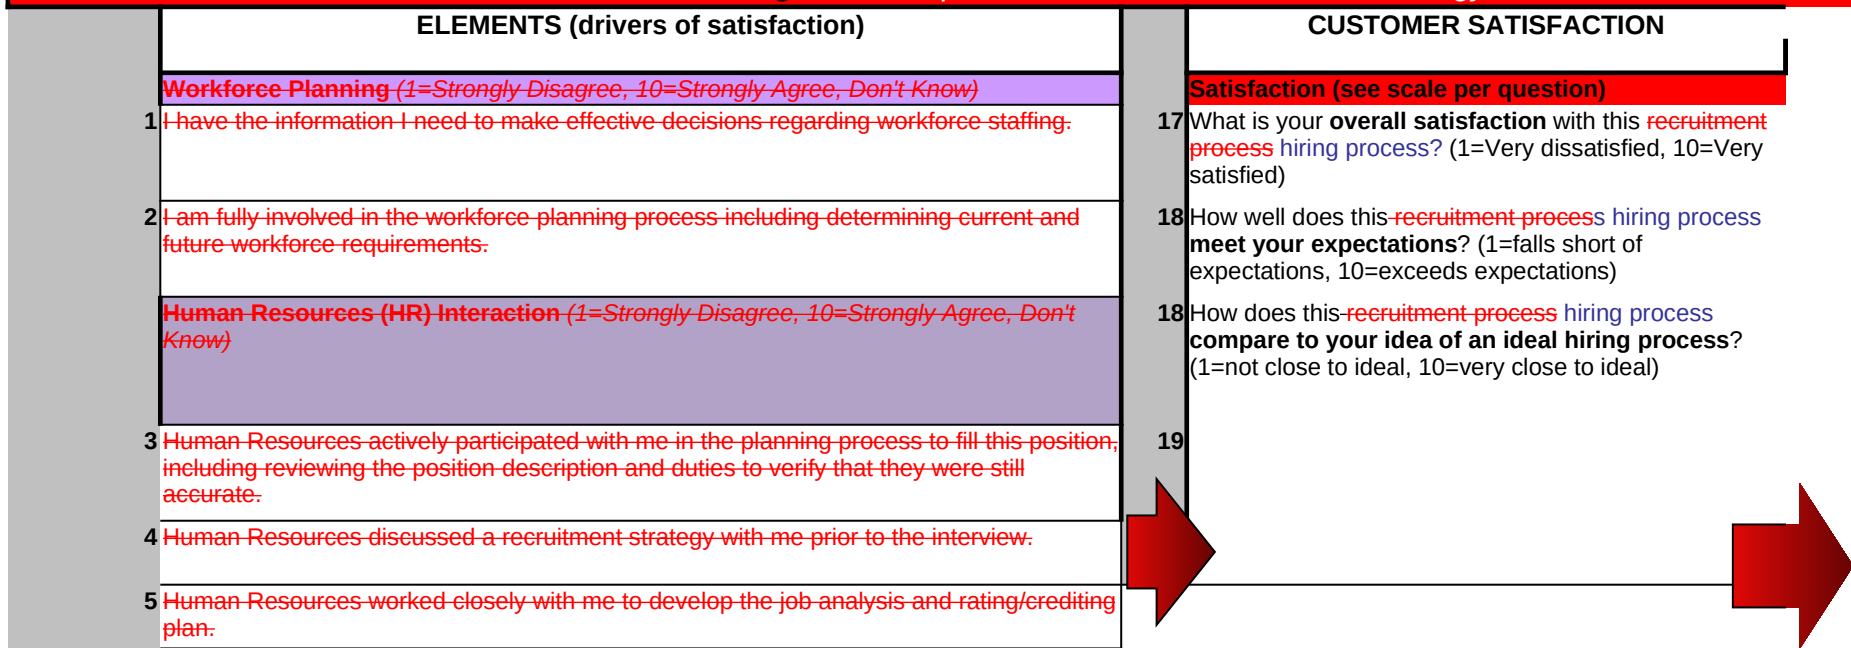 ELEMENTS (drivers of satisfaction)
CUSTOMER SATISFACTION
Workforce Planning (1=Strongly Disagree, 10=Strongly Agree, Don't Know)
1 I have the information I need to make effective decisions regarding workforce staffing.
2 I am fully involved in the workforce planning process including determining current and
future workforce requirements.
Human Resources (HR) Interaction (1=Strongly Disagree, 10=Strongly Agree, Don't
Know)
3 Human Resources actively participated with me in the planning process to fill this position,
including reviewing the position description and duties to verify that they were still
accurate.
4 Human Resources discussed a recruitment strategy with me prior to the interview.
5 Human Resources worked closely with me to develop the job analysis and rating/crediting
plan.
Satisfaction (see scale per question)
17 What is your overall satisfaction with this recruitment
process hiring process? (1=Very dissatisfied, 10=Very
satisfied)
18 How well does this recruitment process hiring process
meet your expectations? (1=falls short of
expectations, 10=exceeds expectations)
18 How does this recruitment process hiring process
compare to your idea of an ideal hiring process?
(1=not close to ideal, 10=very close to ideal)
19